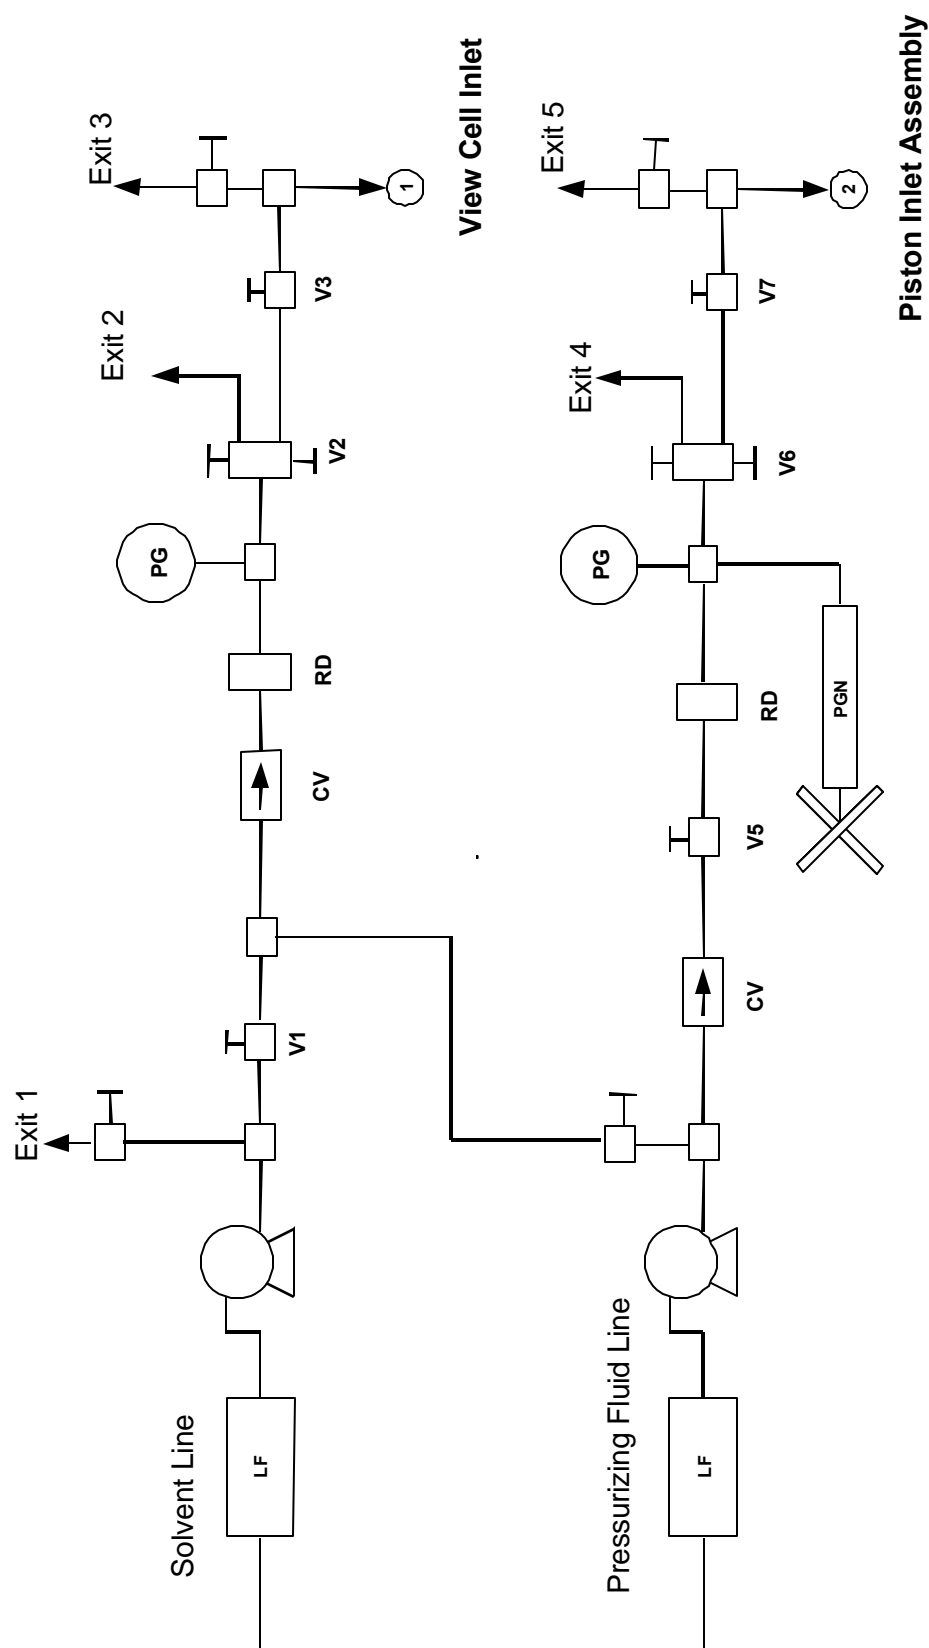 Solvent Line
LF
Exit 1
V1
CV
RD
PG
V2
Exit 2
V3
Exit 3
1
View Cell Inlet
Pressurizing Fluid Line
LF
CV
V5
RD
PG
PGN
V6
Exit 4
V7
Exit 5
2
Piston Inlet Assembly